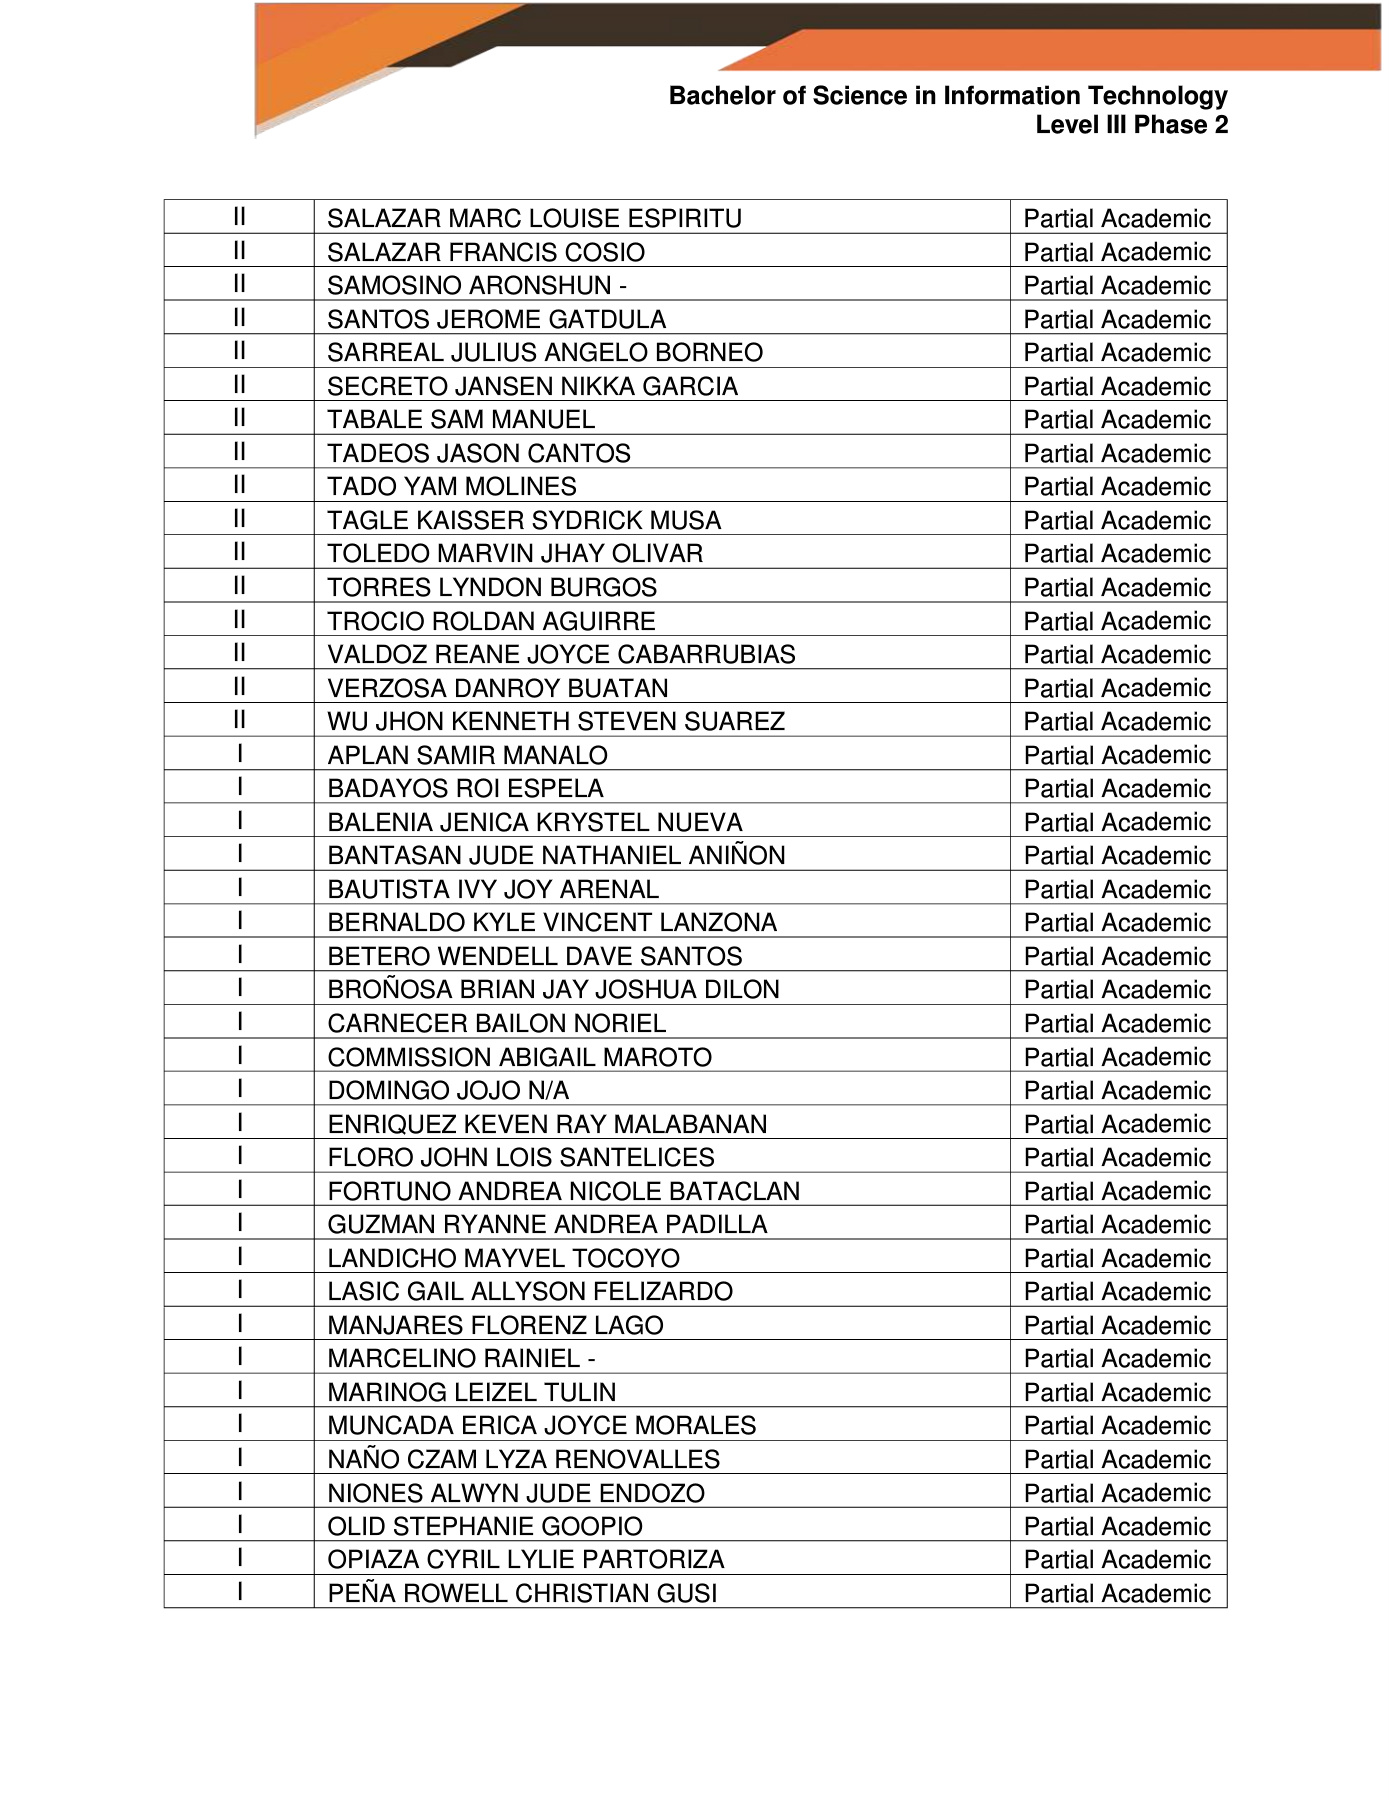 Bachelor of Science in Information Technology
Level III Phase 2
II SALAZAR MARC LOUISE ESPIRITU Partial Academic
II SALAZAR FRANCIS COSIO Partial Academic
II SAMOSINO ARONSHUN - Partial Academic
II SANTOS JEROME GATDULA Partial Academic
II SARREAL JULIUS ANGELO BORNEO Partial Academic
II SECRETO JANSEN NIKKA GARCIA Partial Academic
II TABALE SAM MANUEL Partial Academic
II TADEOS JASON CANTOS Partial Academic
II TADO YAM MOLINES Partial Academic
II TAGLE KAISSER SYDRICK MUSA Partial Academic
II TOLEDO MARVIN JHAY OLIVAR Partial Academic
II TORRES LYNDON BURGOS Partial Academic
II TROCIO ROLDAN AGUIRRE Partial Academic
II VALDOZ REANE JOYCE CABARRUBIAS Partial Academic
II VERZOSA DANROY BUATAN Partial Academic
II WU JHON KENNETH STEVEN SUAREZ Partial Academic
I APLAN SAMIR MANALO Partial Academic
I BADAYOS ROI ESPELA Partial Academic
I BALENIA JENICA KRYSTEL NUEVA Partial Academic
I BANTASAN JUDE NATHANIEL ANIÑON Partial Academic
I BAUTISTA IVY JOY ARENAL Partial Academic
I BERNALDO KYLE VINCENT LANZONA Partial Academic
I BETERO WENDELL DAVE SANTOS Partial Academic
I BROÑOSA BRIAN JAY JOSHUA DILON Partial Academic
I CARNECER BAILON NORIEL Partial Academic
I COMMISSION ABIGAIL MAROTO Partial Academic
I DOMINGO JOJO N/A Partial Academic
I ENRIQUEZ KEVEN RAY MALABANAN Partial Academic
I FLORO JOHN LOIS SANTELICES Partial Academic
I FORTUNO ANDREA NICOLE BATACLAN Partial Academic
I GUZMAN RYANNE ANDREA PADILLA Partial Academic
I LANDICHO MAYVEL TOCOYO Partial Academic
I LASIC GAIL ALLYSON FELIZARDO Partial Academic
I MANJARES FLORENZ LAGO Partial Academic
I MARCELINO RAINIEL - Partial Academic
I MARINOG LEIZEL TULIN Partial Academic
I MUNCADA ERICA JOYCE MORALES Partial Academic
I NAÑO CZAM LYZA RENOVALLES Partial Academic
I NIONES ALWYN JUDE ENDOZO Partial Academic
I OLID STEPHANIE GOOPIO Partial Academic
I OPIAZA CYRIL LYLIE PARTORIZA Partial Academic
I PEÑA ROWELL CHRISTIAN GUSI Partial Academic